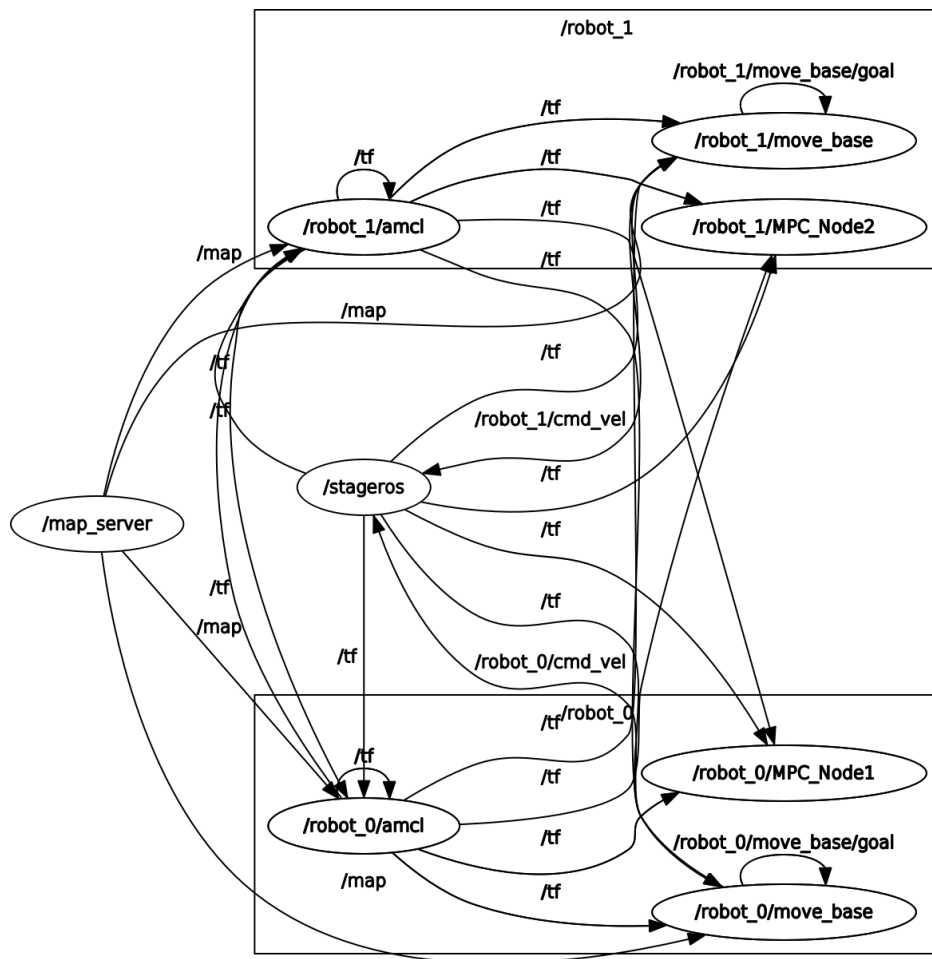 /robot_1
/robot_1/move_base/goal
/tf
/robot_1/move_base
/tf
/tf
/robot_1/amcl
/tf
/robot_1/MPC_Node2
/map
/tf
/map
/tf
/tf
/tf
/robot_1/cmd_vel
/stageros
/tf
/map_server
/tf
/tf
/tf
/map
/tf
/robot_0/cmd_vel
/robot_0
/tf
/tf
/robot_0/MPC_Node1
/tf
/robot_0/amcl
/tf
/robot_0/move_base/goal
/map
/tf
/robot_0/move_base